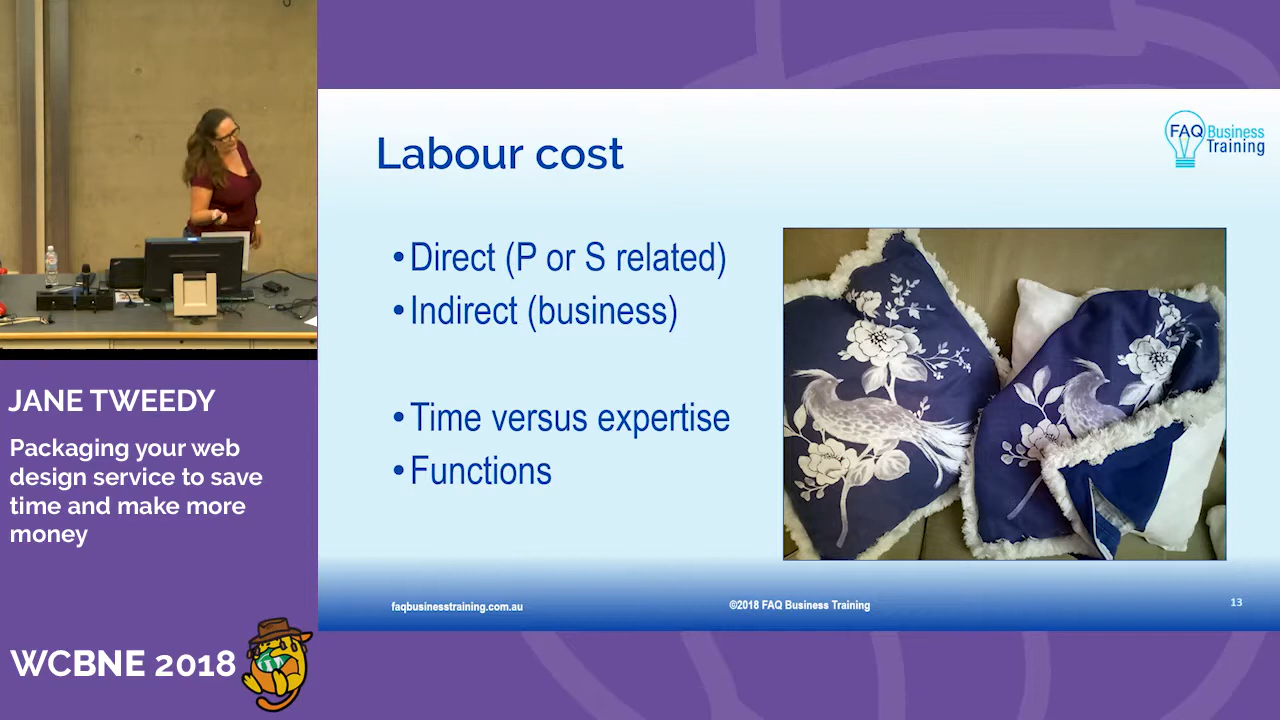 Labour cost
FAQ Business
Training
•Direct (P or S related)
•Indirect (business)
•Time versus expertise
•Functions
faqbusinesstraining.com.au
©2018 FAQ Business Training
13
JANE TWEEDY
Packaging your web
design service to save
time and make more
money
WCBNE 2018